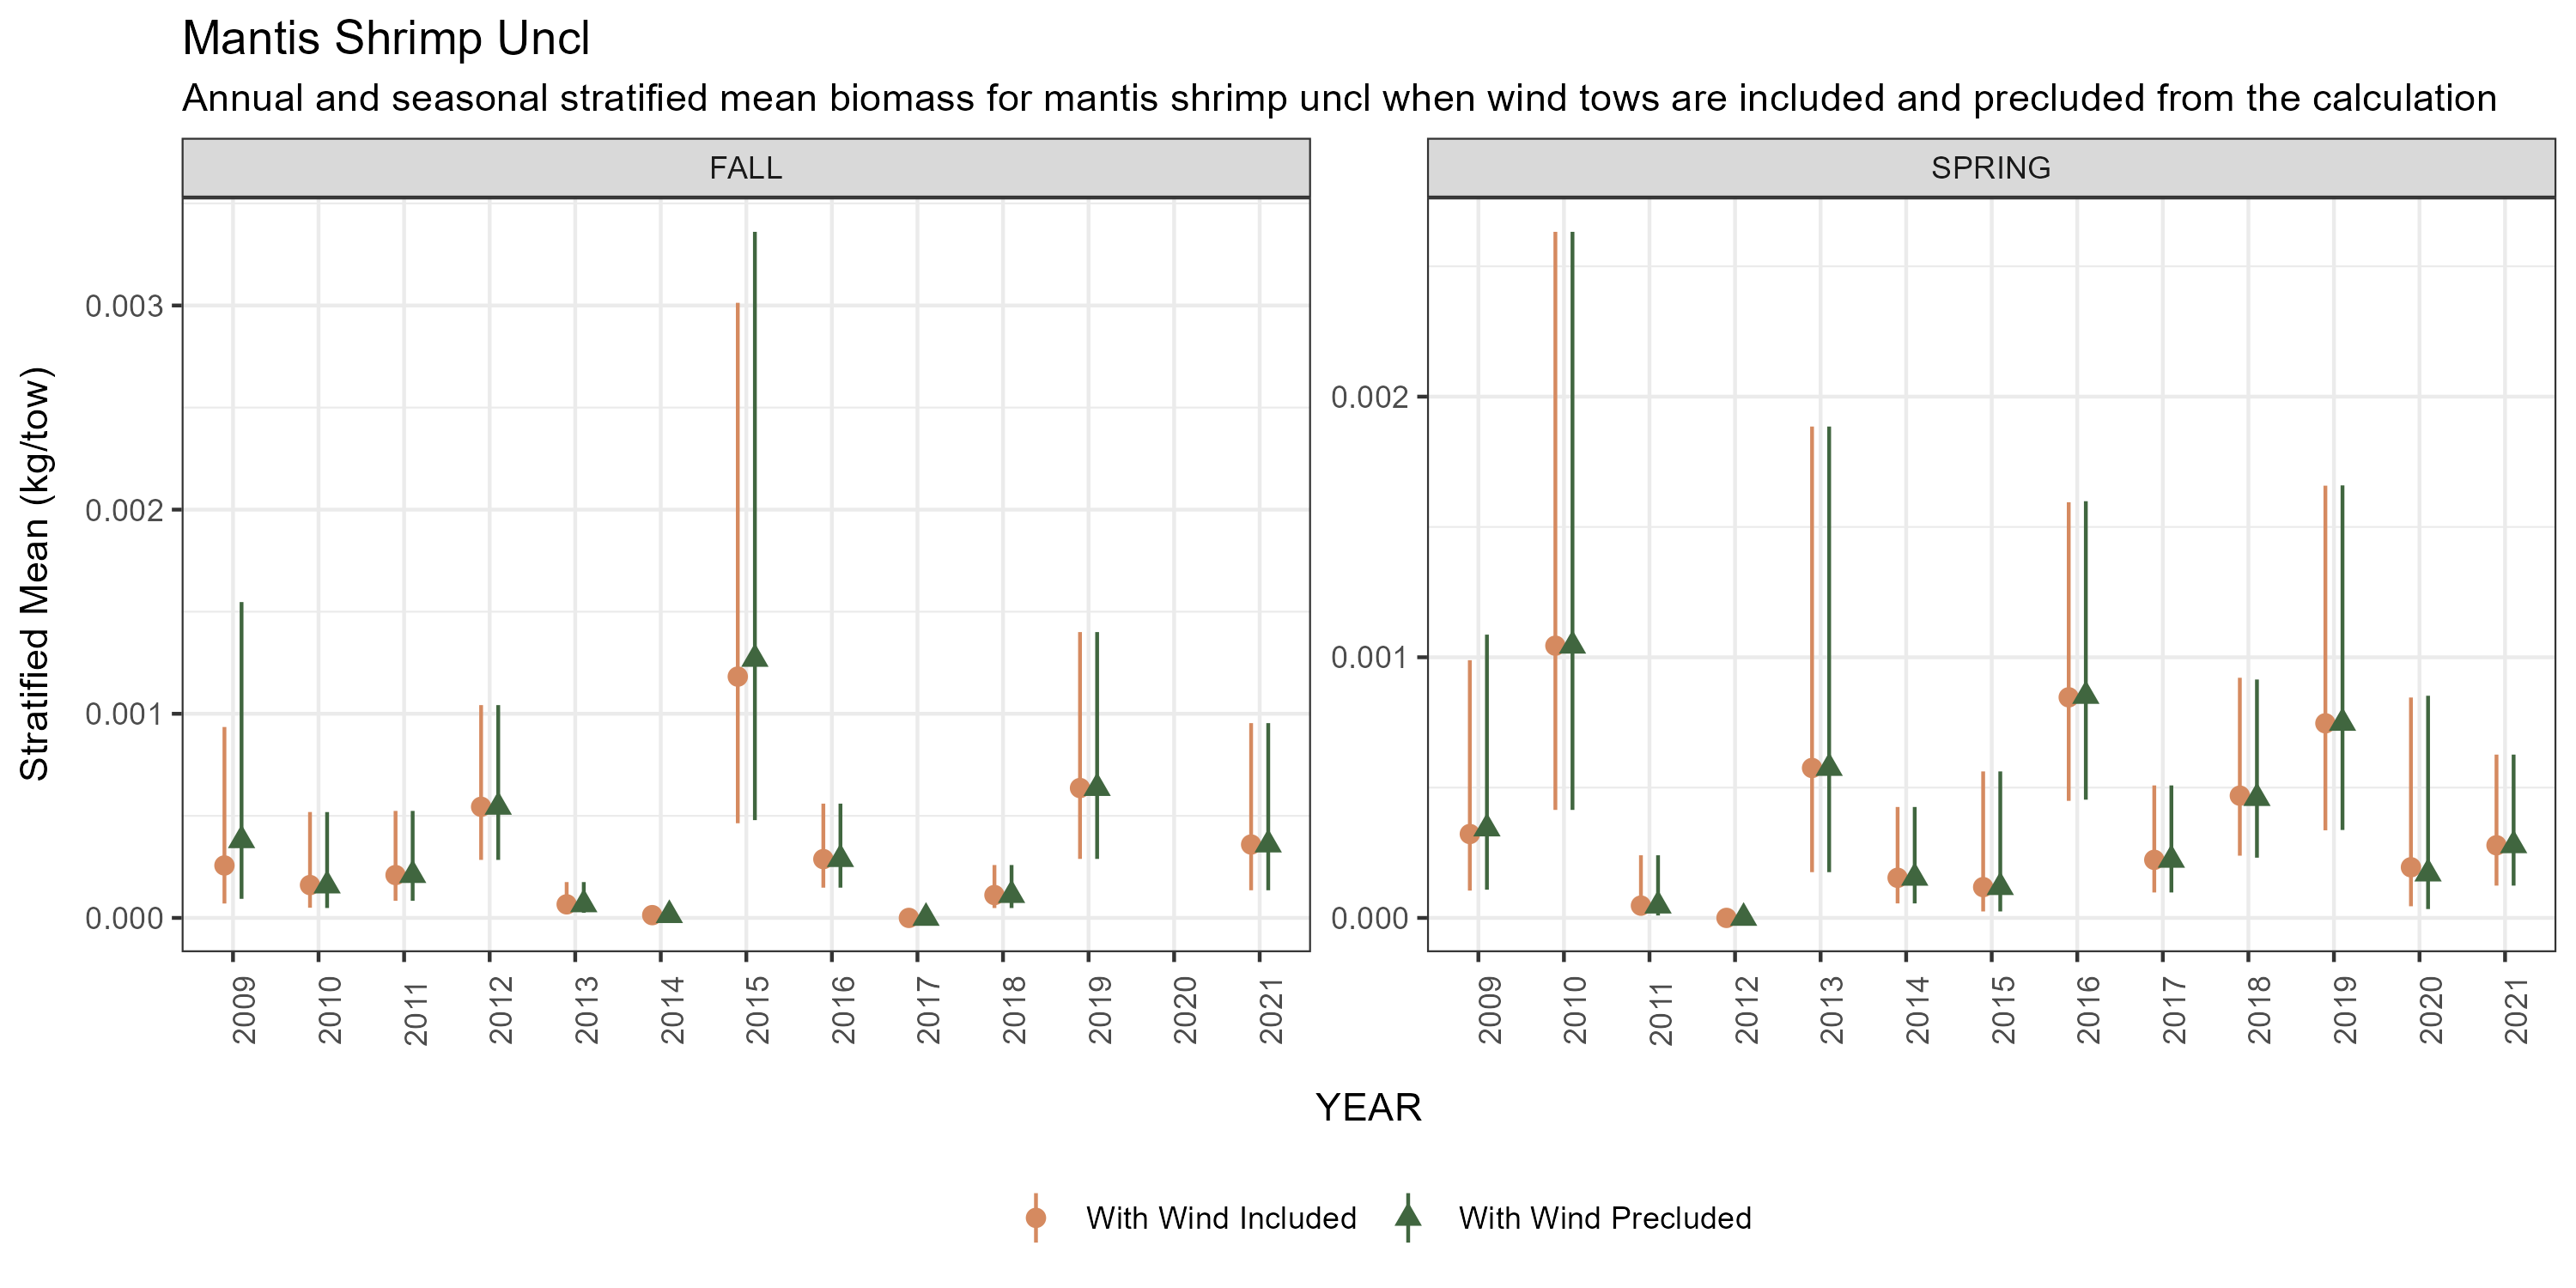 Mantis Shrimp Uncl
Annual and seasonal stratified mean biomass for mantis shrimp uncl when wind tows are included and precluded from the calculation
FALL
SPRING
Stratified Mean (kg/tow)
0.003
0.002
0.001
0.000
0.002
0.001
0.000
2009 2010 2011 2012 2013 2014 2015 2016 2017 2018 2019 2020 2021
2009 2010 2011 2012 2013 2014 2015 2016 2017 2018 2019 2020 2021
YEAR
With Wind Included With Wind Precluded